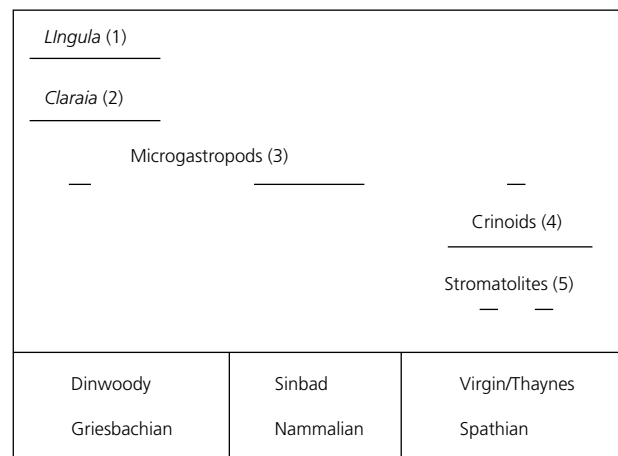 LIngula (1)
Claraia (2)
Microgastropods (3)
Crinoids (4)
Stromatolites (5)
Dinwoody Sinbad Virgin/Thaynes
Griesbachian Nammalian Spathian